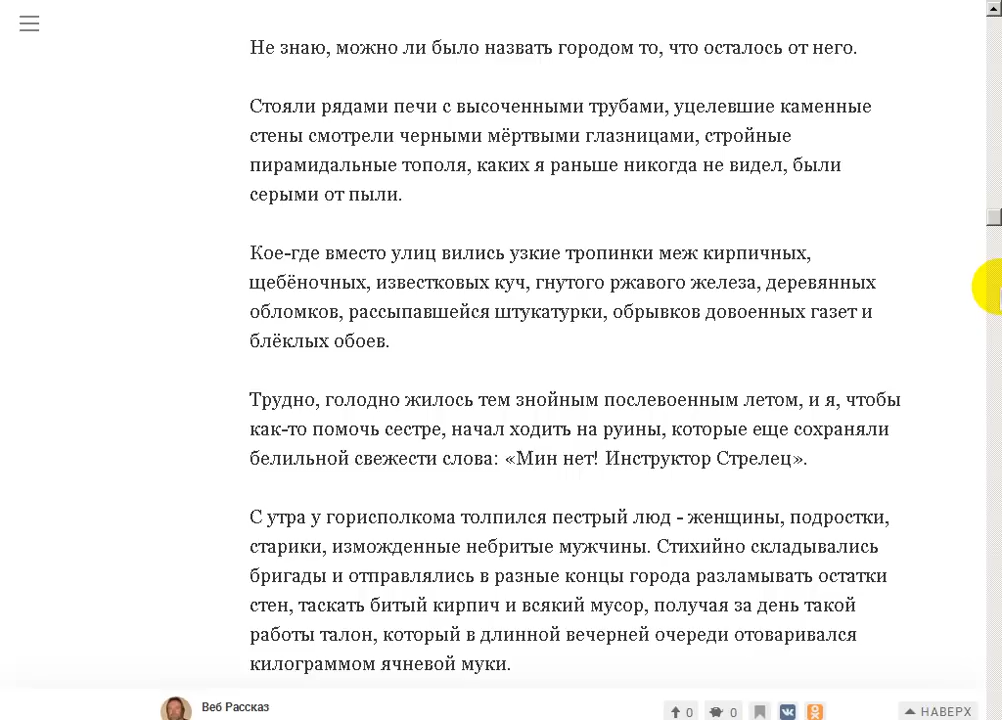 Не знаю, можно ли было назвать городом то, что осталось от него.
Стояли рядами печи с высоченными трубами, уцелевшие каменные
стены смотрели черными мёртвыми глазницами, стройные
пирамидальные тополя, каких я раньше никогда не видел, были
серыми от пыли.
Кое-где вместо улиц вились узкие тропинки меж кирпичных,
щебёночных, известковых куч, гнутого ржавого железа, деревянных
обломков, рассыпавшейся штукатурки, обрывков довоенных газет и
блёклых обоев.
Трудно, голодно жилось тем знойным послевоенным летом, и я, чтобы
как-то помочь сестре, начал ходить на руины, которые еще сохраняли
белильной свежести слова: «Мин нет! Инструктор Стрелец».
С утра у горисполкома толпился пестрый люд - женщины, подростки,
старики, изможденные небритые мужчины. Стихийно складывались
бригады и отправлялись в разные концы города разламывать остатки
стен, таскать битый кирпич и всякий мусор, получая за день такой
работы талон, который в длинной вечерней очереди отоваривался
килограммом ячневой муки.
Веб Рассказ
0 0 НАВЕРХ